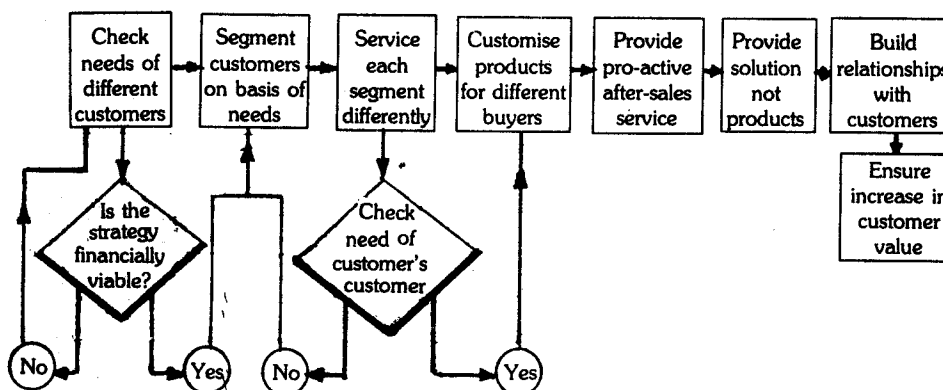 Check
needs of
different
customers
Segment
customers
on basis of
needs
Service
each
segment
differently
Customise
products
for different
buyers
Provide
pro-active
after-sales
service
Provide
solution
not
products
Build
relationships
with
customers
Ensure
increase in
customer
value
Is the
strategy
financially
viable?
Check
need of
customer's
customer
No
Yes
No
Yes